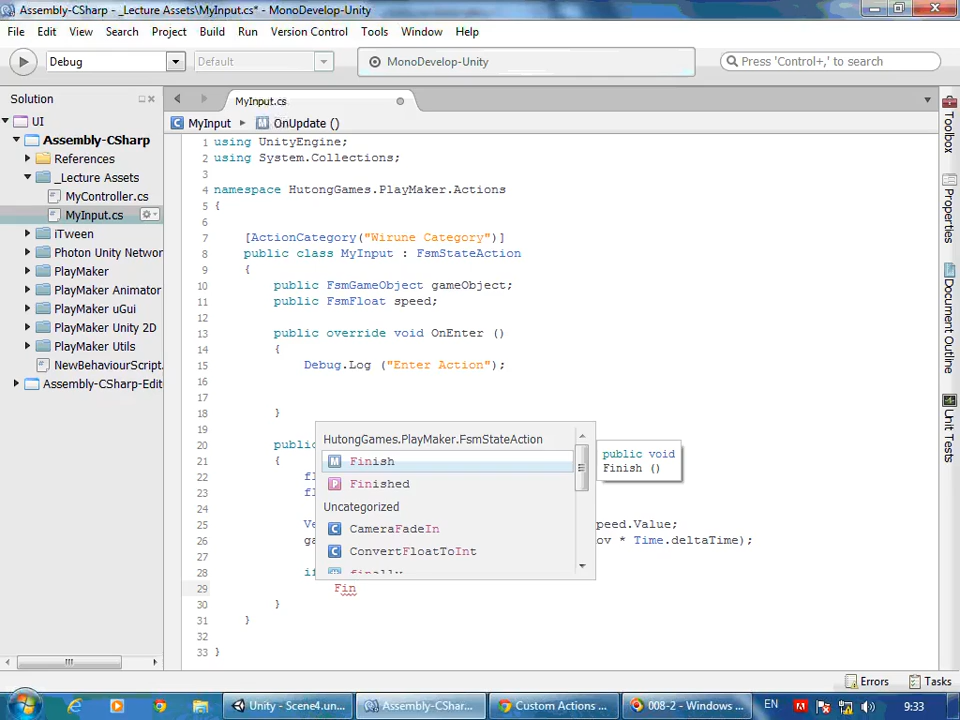 Assembly-CSharp - _Lecture Assets\MyInput.cs* - MonoDevelop-Unity
File Edit View Search Project Build Run Version Control Tools Window Help
Debug Default MonoDevelop-Unity Press 'Control+,' to search
Solution
UI
Assembly-CSharp
References
_Lecture Assets
MyController.cs
MyInput.cs
iTween
Photon Unity Networ
PlayMaker
PlayMaker Animator
PlayMaker uGui
PlayMaker Unity 2D
PlayMaker Utils
NewBehaviourScript.
Assembly-CSharp-Edit
MyInput.cs
MyInput OnUpdate ()
1 using UnityEngine;
2 using System.Collections;
3
4 namespace HutongGames.PlayMaker.Actions
5 {
6
7 [ActionCategory("Wirune Category")]
8 public class MyInput : FsmStateAction
9 {
10 public FsmGameObject gameObject;
11 public FsmFloat speed;
12
13 public override void OnEnter ()
14 {
15 Debug.Log ("Enter Action");
16
17
18 }
19
20 public
21 {
22 fl
23 fl
24
25 Ve peed.Value;
26 ga ov * Time.deltaTime);
27
28 if
29 Fin
30 }
31 }
32
33 }
HutongGames.PlayMaker.FsmStateAction
Finish
Finished
Uncategorized
CameraFadeIn
ConvertFloatToInt
finally
public void
Finish ()
Toolbox
Properties
Document Outline
Unit Tests
Errors Tasks
Unity - Scene4.un... Assembly-CSharp... Custom Actions ... 008-2 - Windows ... EN 9:33